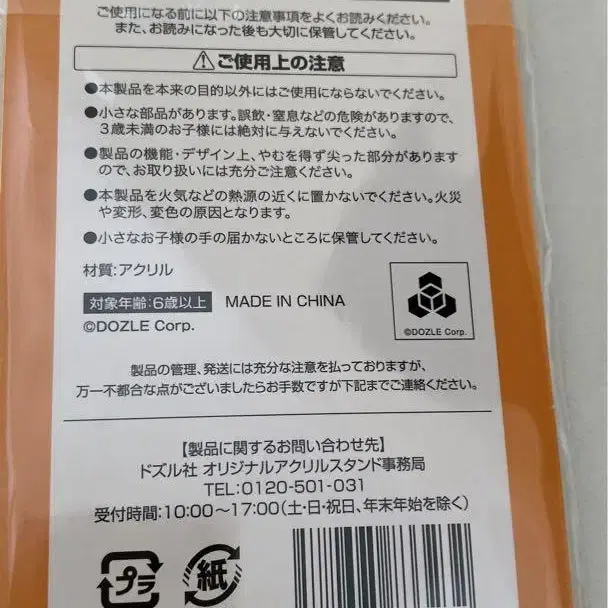 ご使用になる前に以下の注意事項をよくお読みください。
また、お読みになった後も大切に保管してください。
⚠ご使用上の注意
●本製品を本来の目的以外にはご使用にならないでください。
●小さな部品があります。誤飲・窒息などの危険がありますので、
3歳未満のお子様には絶対に与えないでください。
●製品の機能・デザイン上、やむを得ず尖った部分があります
ので、お取り扱いには充分ご注意ください。
●本製品を火気などの熱源の近くに置かないでください。火災
や変形、変色の原因となります。
●小さなお子様の手の届かないところに保管してください。
材質:アクリル
対象年齢:6歳以上 MADE IN CHINA
©DOZLE Corp.
©DOZLE Corp.
製品の管理、発送には充分な注意を払っておりますが、
万一不都合な点がございましたらお手数ですが下記までご連絡ください。
【製品に関するお問い合わせ先】
ドズル社 オリジナルアクリルスタンド事務局
TEL:0120-501-031
受付時間:10:00〜17:00(土・日・祝日、年末年始を除く)
プラ
紙